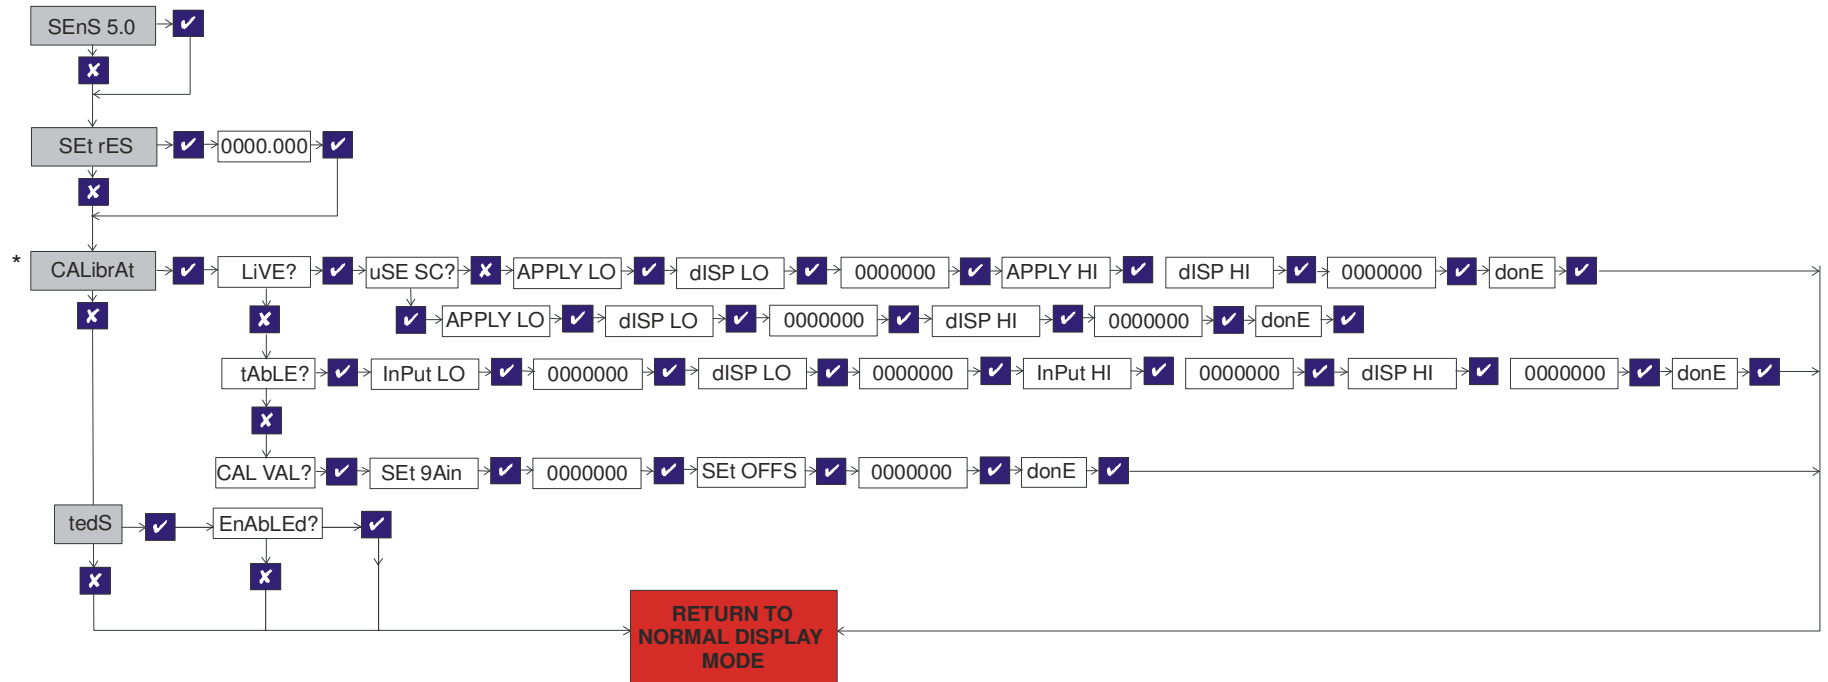 SEnS 5.0 ✔
✘
SEt rES ✔ 0000.000 ✔
✘
* CALibrAt ✔ LiVE? ✔ uSE SC? ✘ APPLY LO ✔ dISP LO ✔ 0000000 ✔ APPLY HI ✔ dISP HI ✔ 0000000 ✔ donE ✔
✘ ✘ ✔ APPLY LO ✔ dISP LO ✔ 0000000 ✔ dISP HI ✔ 0000000 ✔ donE ✔
tAbLE? ✔ InPut LO ✔ 0000000 ✔ dISP LO ✔ 0000000 ✔ InPut HI ✔ 0000000 ✔ dISP HI ✔ 0000000 ✔ donE ✔
✘
CAL VAL? ✔ SEt 9Ain ✔ 0000000 ✔ SEt OFFS ✔ 0000000 ✔ donE ✔
tedS ✔ EnAbLEd? ✔
✘ ✘
RETURN TO
NORMAL DISPLAY
MODE